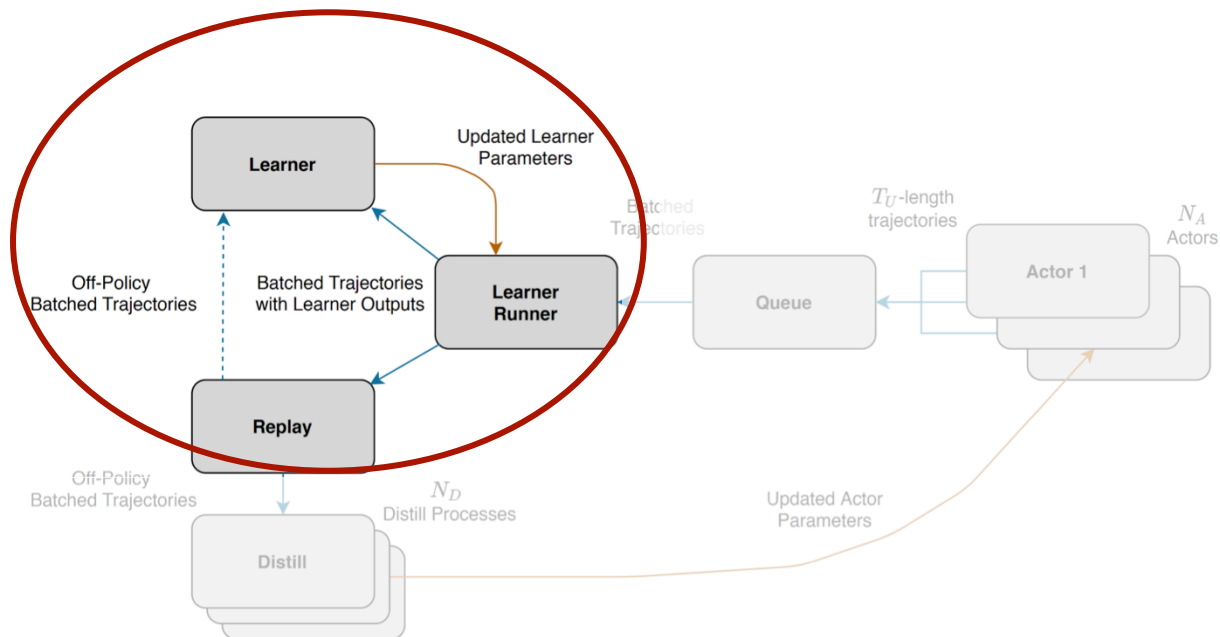 Learner
Updated Learner
Parameters
Off-Policy
Batched Trajectories
Batched Trajectories
with Learner Outputs
Learner
Runner
Replay
Batched
Trajectories
Queue
T_U-length
trajectories
N_A
Actors
Actor 1
Off-Policy
Batched Trajectories
N_D
Distill Processes
Distill
Updated Actor
Parameters